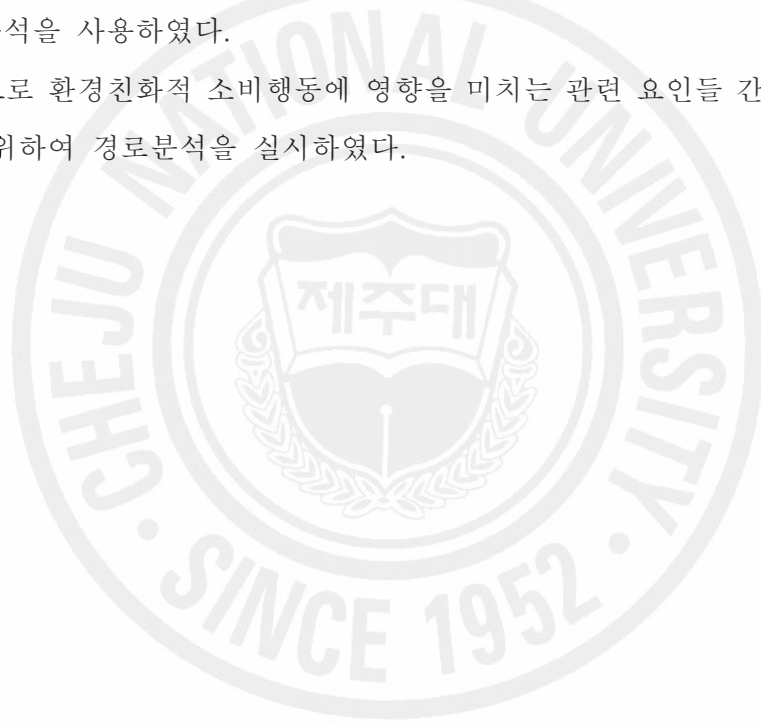 석을 사용하였다.
로 환경친화적 소비행동에 영향을 미치는 관련 요인들 간
위하여 경로분석을 실시하였다.
CHEJU NATIONAL UNIVERSITY
제주대
SINCE 1952